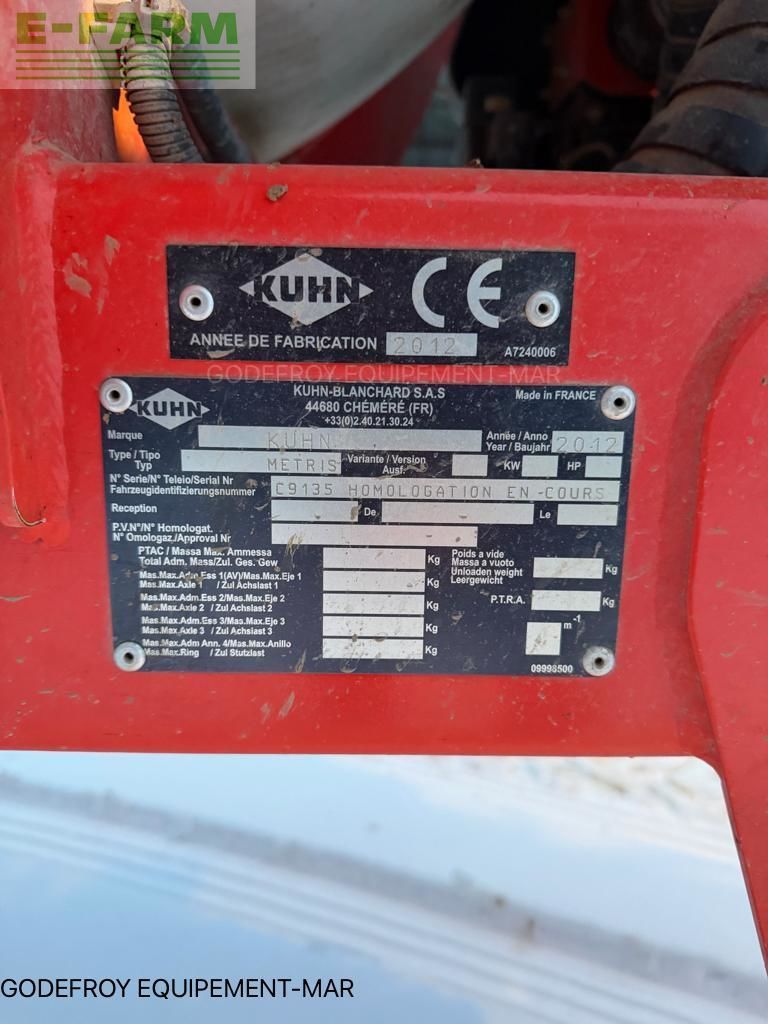 E-FARM
KUHN CE
ANNEE DE FABRICATION 2012 A7240006
GODEFROY EQUIPEMENT-MAR
KUHN
KUHN-BLANCHARD S.A.S
44680 CHÉMÉRÉ (FR)
+33(0)2.40.21.30.24
Made in FRANCE
Marque KUHN Année / Anno
Year / Baujahr 2012
Type / Tipo
Typ METRIS Variante / Version
Ausf. KW HP
N° Serie/N° Teleio/Serial Nr
Fahrzeugidentifizierungsnummer C9135 HOMOLOGATION EN-COURS
Reception De Le
P.V.N°/N° Homologat.
N° Omologaz./Approval Nr
PTAC / Massa Max. Ammessa
Total Adm. Mass/Zul. Ges. Gew Kg
Poids a vide
Massa a vuoto
Unloaden weight
Leergewicht Kg
Mas.Max.Adm.Ess 1(AV)/Mas.Max.Eje 1
Mas.Max.Axle 1 / Zul Achslast 1 Kg
Mas.Max.Adm.Ess 2/Mas.Max.Eje 2
Mas.Max.Axle 2 / Zul Achslast 2 Kg
P.T.R.A. Kg
Mas.Max.Adm.Ess 3/Mas.Max.Eje 3
Mas.Max.Axle 3 / Zul Achslast 3 Kg
m-1
Mas.Max.Adm Ann. 4/Mas.Max.Anillo
Mas.Max.Ring / Zul Stutzlast Kg
09998500
GODEFROY EQUIPEMENT-MAR